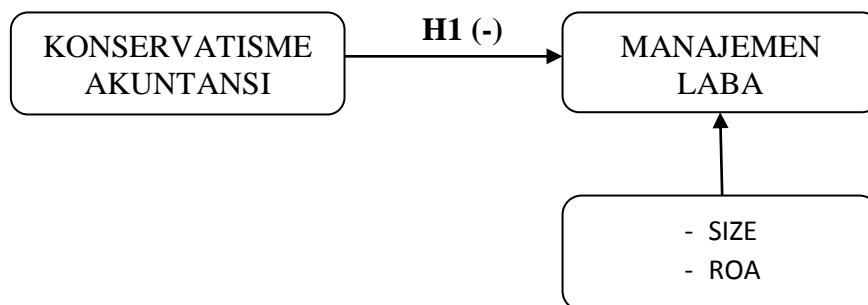 KONSERVATISME
AKUNTANSI
H1 (-)
MANAJEMEN
LABA
- SIZE
- ROA